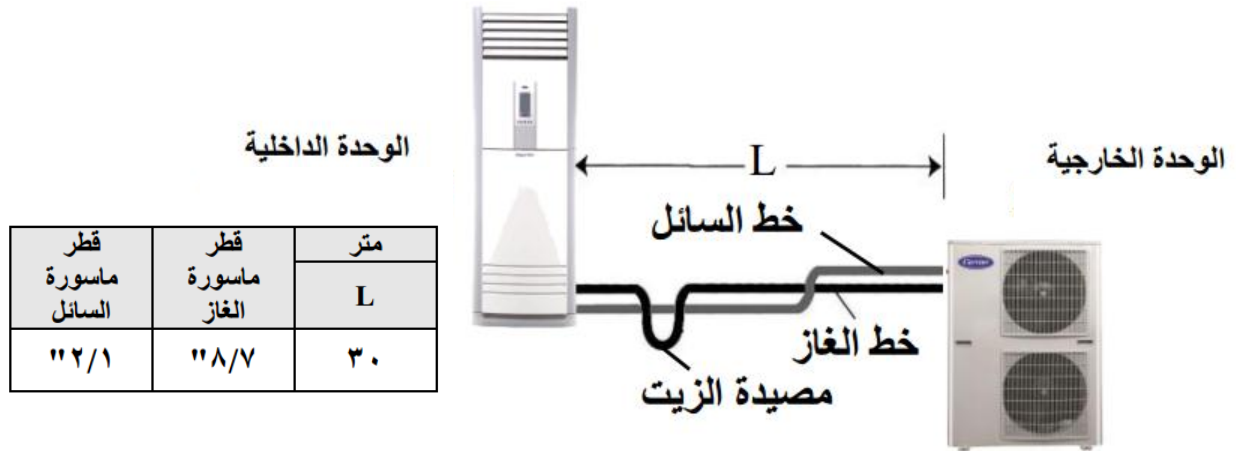 الوحدة الداخلية
الوحدة الخارجية
L
خط السائل
خط الغاز
مصيدة الزيت
متر
قطر ماسورة الغاز
قطر ماسورة السائل
L
٣٠
٨/٧"
٢/١"
Carrier